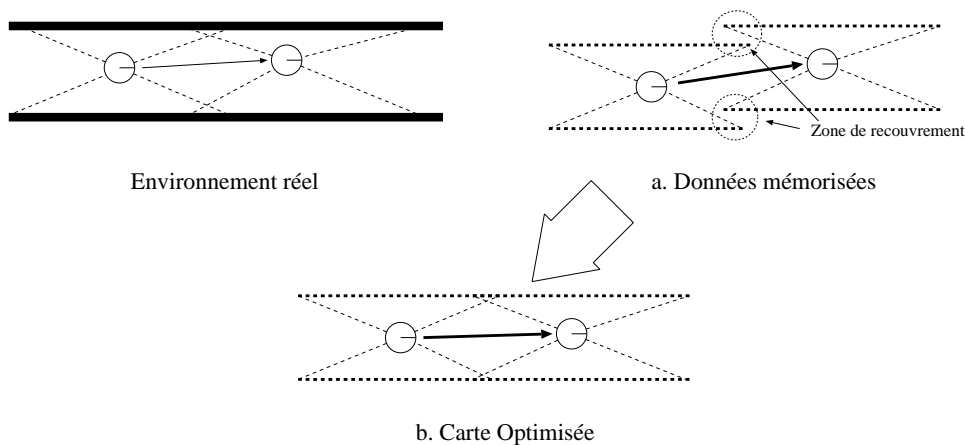 Zone de recouvrement
Environnement réel
a. Données mémorisées
b. Carte Optimisée